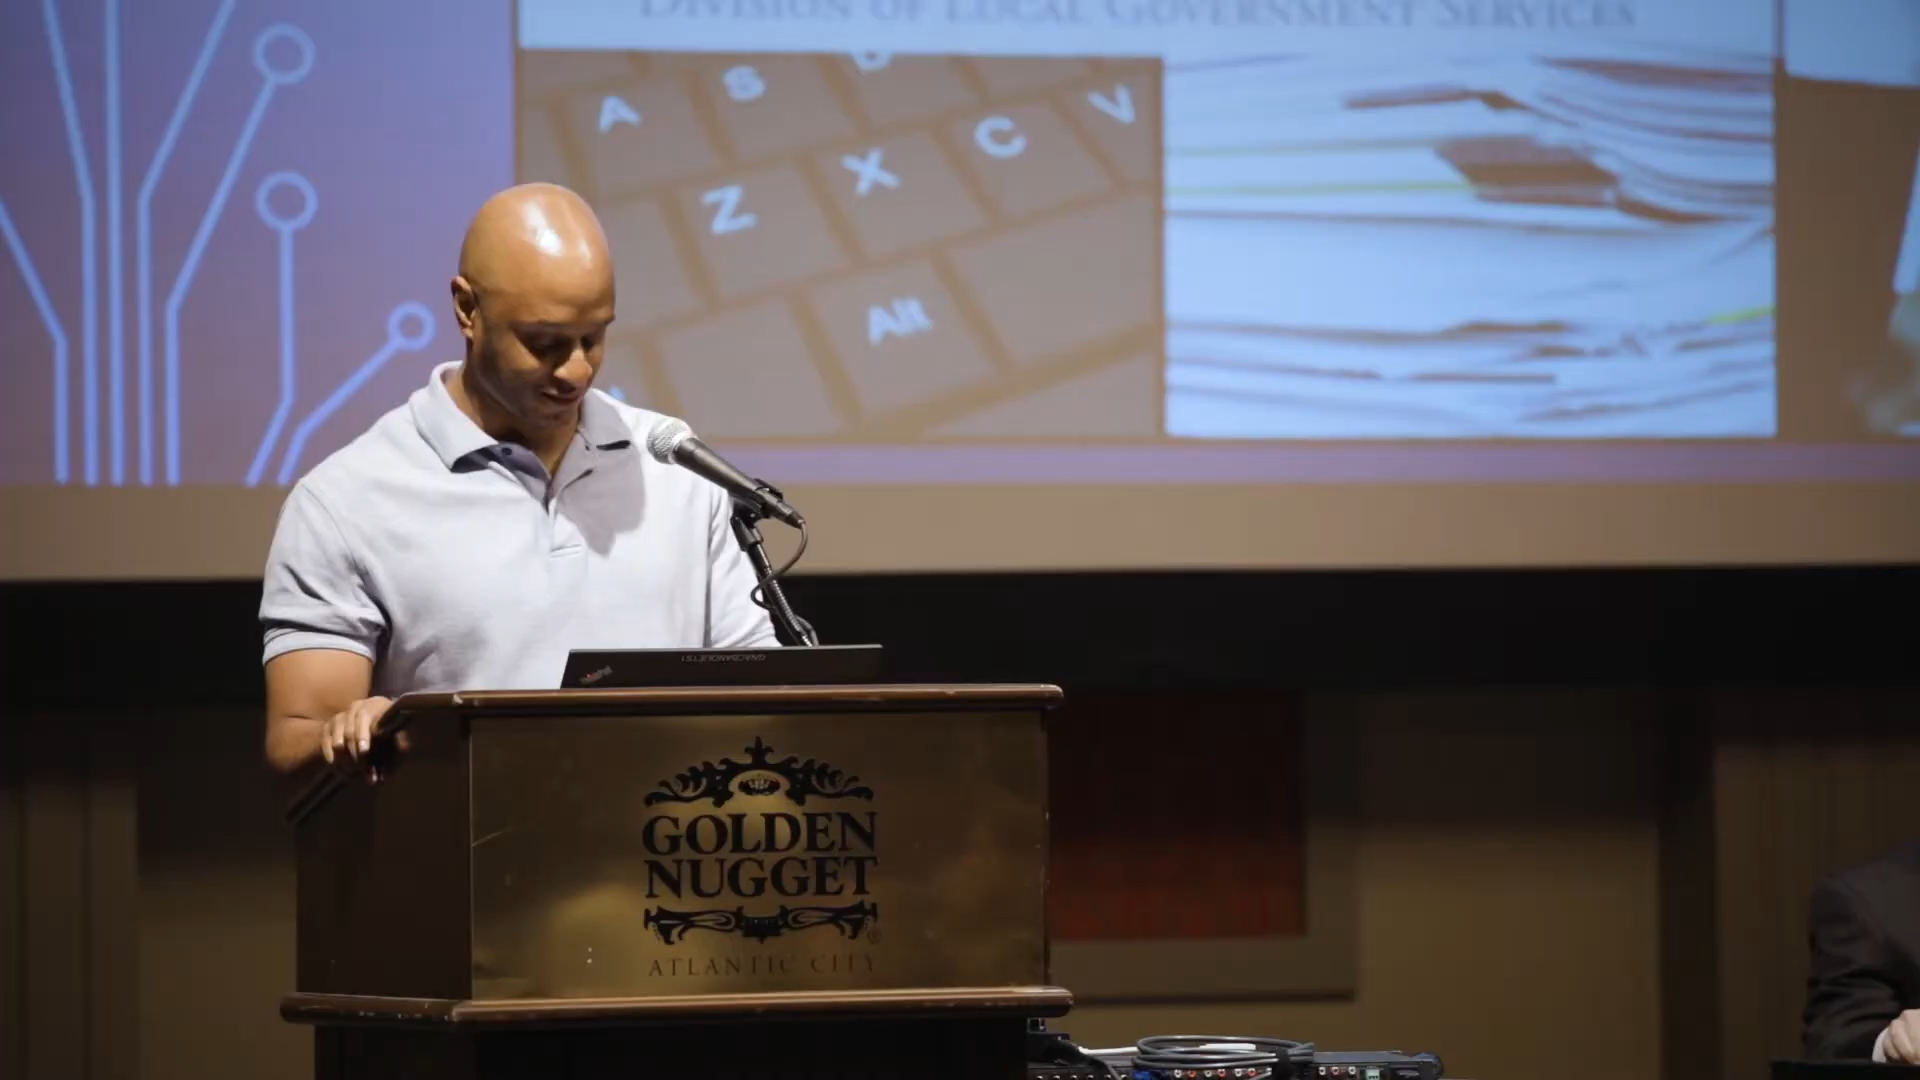 DIVISION OF LOCAL GOVERNMENT SERVICES
A
S
D
V
C
X
Z
Alt
GOLDEN
NUGGET
®
ATLANTIC CITY